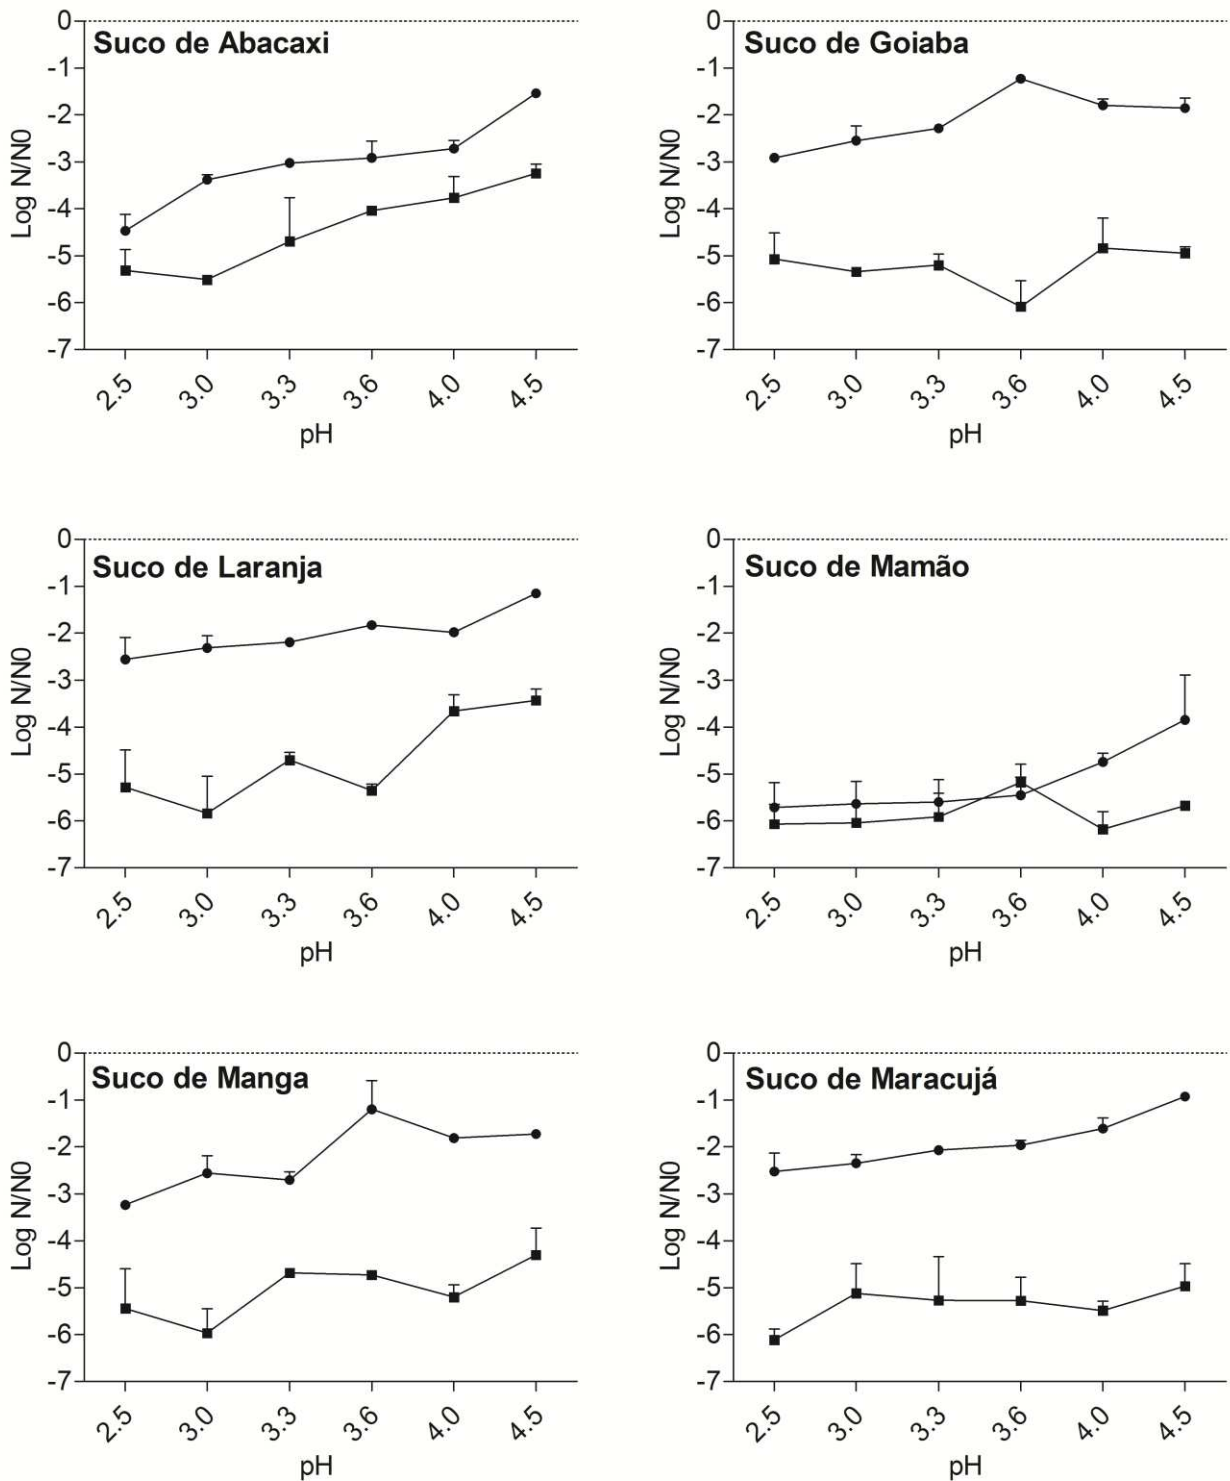 Suco de Abacaxi
Log N/N0
0
-1
-2
-3
-4
-5
-6
-7
2.5 3.0 3.3 3.6 4.0 4.5
pH
Suco de Goiaba
Log N/N0
0
-1
-2
-3
-4
-5
-6
-7
2.5 3.0 3.3 3.6 4.0 4.5
pH
Suco de Laranja
Log N/N0
0
-1
-2
-3
-4
-5
-6
-7
2.5 3.0 3.3 3.6 4.0 4.5
pH
Suco de Mamão
Log N/N0
0
-1
-2
-3
-4
-5
-6
-7
2.5 3.0 3.3 3.6 4.0 4.5
pH
Suco de Manga
Log N/N0
0
-1
-2
-3
-4
-5
-6
-7
2.5 3.0 3.3 3.6 4.0 4.5
pH
Suco de Maracujá
Log N/N0
0
-1
-2
-3
-4
-5
-6
-7
2.5 3.0 3.3 3.6 4.0 4.5
pH